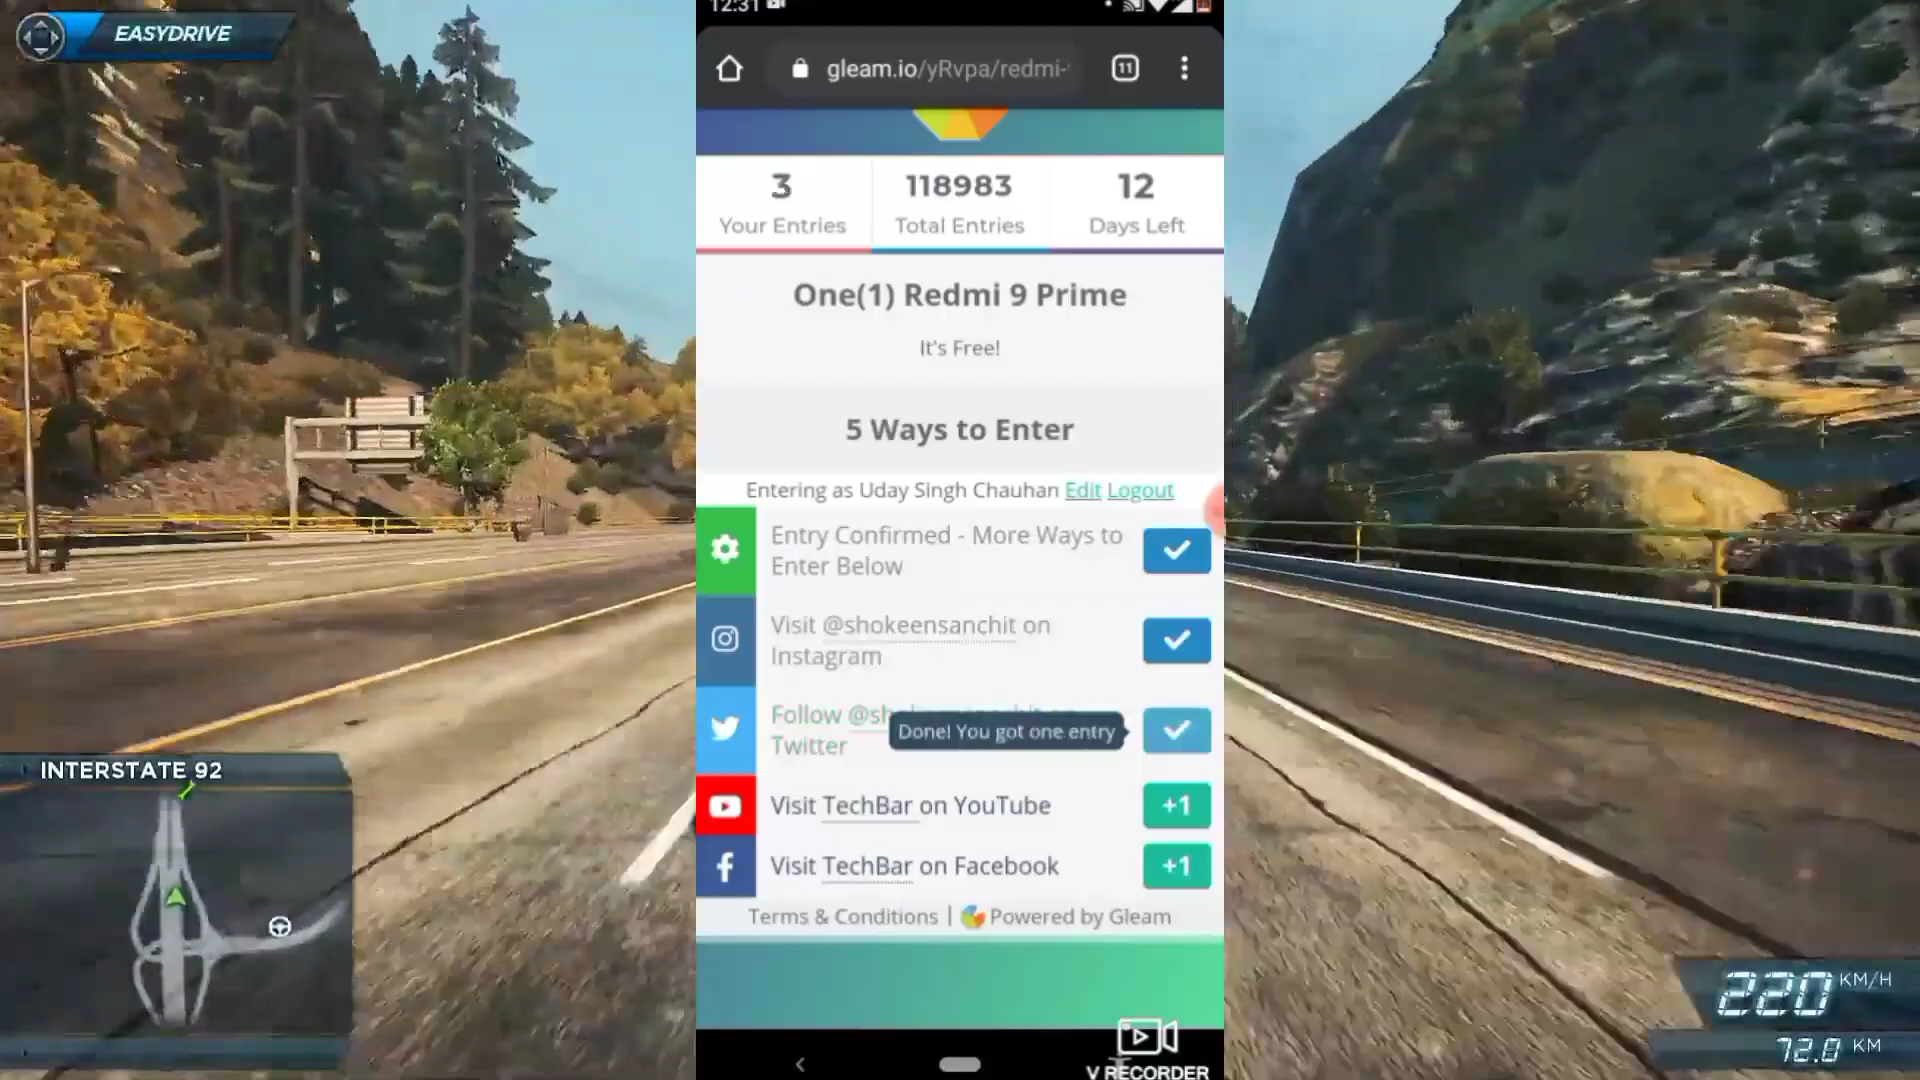 EASYDRIVE
12:31
gleam.io/yRvpa/redmi-
11
3
Your Entries
118983
Total Entries
12
Days Left
One(1) Redmi 9 Prime
It's Free!
5 Ways to Enter
Entering as Uday Singh Chauhan Edit Logout
Entry Confirmed - More Ways to
Enter Below
Visit @shokeensanchit on
Instagram
Follow
Twitter
Done! You got one entry
Visit TechBar on YouTube
+1
Visit TechBar on Facebook
+1
Terms & Conditions | Powered by Gleam
V RECORDER
INTERSTATE 92
220 KM/H
72.8 KM